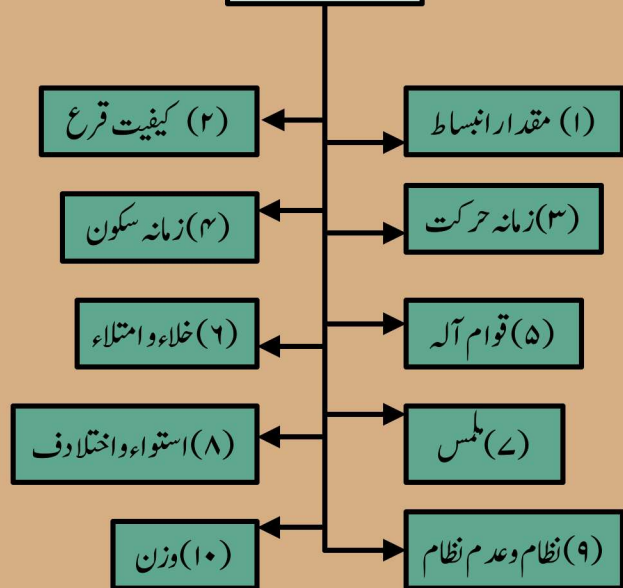 (۱) مقدار انبساط
(۲) کیفیت قرع
(۳) زمانہ حرکت
(۴) زمانہ سکون
(۵) قوام آلہ
(۶) خلاء و امتلاء
(۷) ملمس
(۸) استواء و اختلادف
(۹) نظام و عدم نظام
(۱۰) وزن